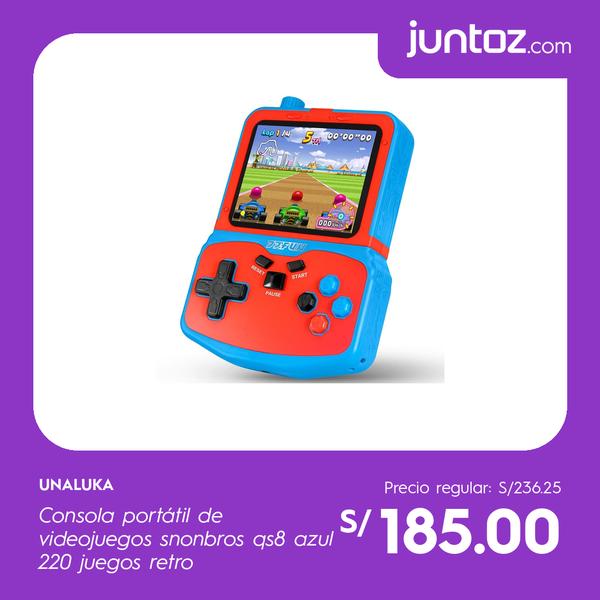 juntoz.com
Lap 1/4
5
00'00"00
000
RESET
START
PAUSE
UNALUKA
Consola portátil de
videojuegos snonbros qs8 azul
220 juegos retro
Precio regular: S/236.25
S/185.00